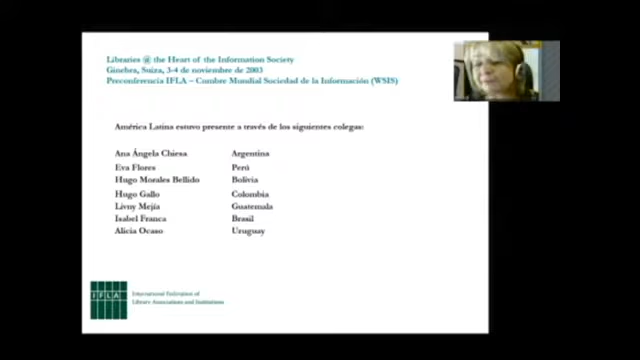 Libraries @ the Heart of the Information Society
Ginebra, Suiza, 3-4 de noviembre de 2003
Preconferencia IFLA – Cumbre Mundial Sociedad de la Información (WSIS)
América Latina estuvo presente a través de los siguientes colegas:
Ana Ángela Chiesa Argentina
Eva Flores Perú
Hugo Morales Bellido Bolivia
Hugo Gallo Colombia
Livny Mejía Guatemala
Isabel Franca Brasil
Alicia Ocaso Uruguay
IFLA
International Federation of
Library Associations and Institutions